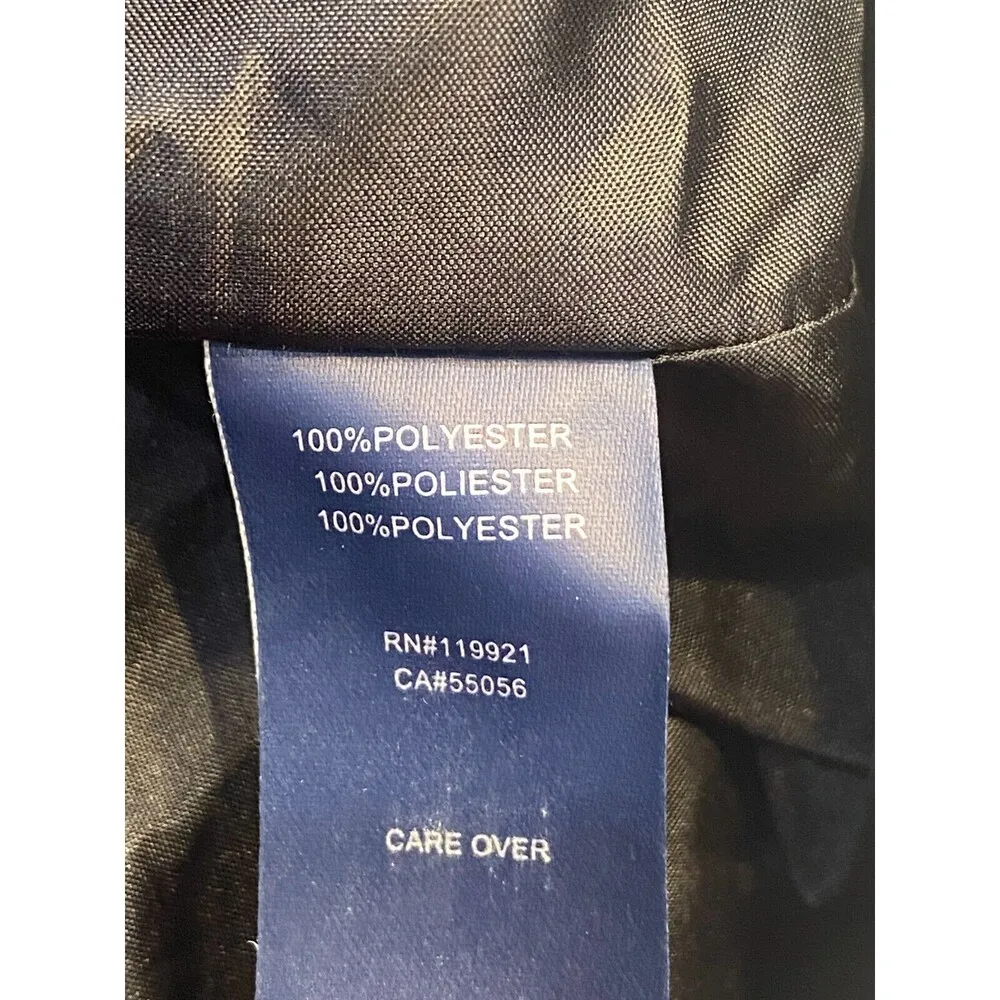 100%POLYESTER
100%POLIESTER
100%POLYESTER
RN#119921
CA#55056
CARE OVER